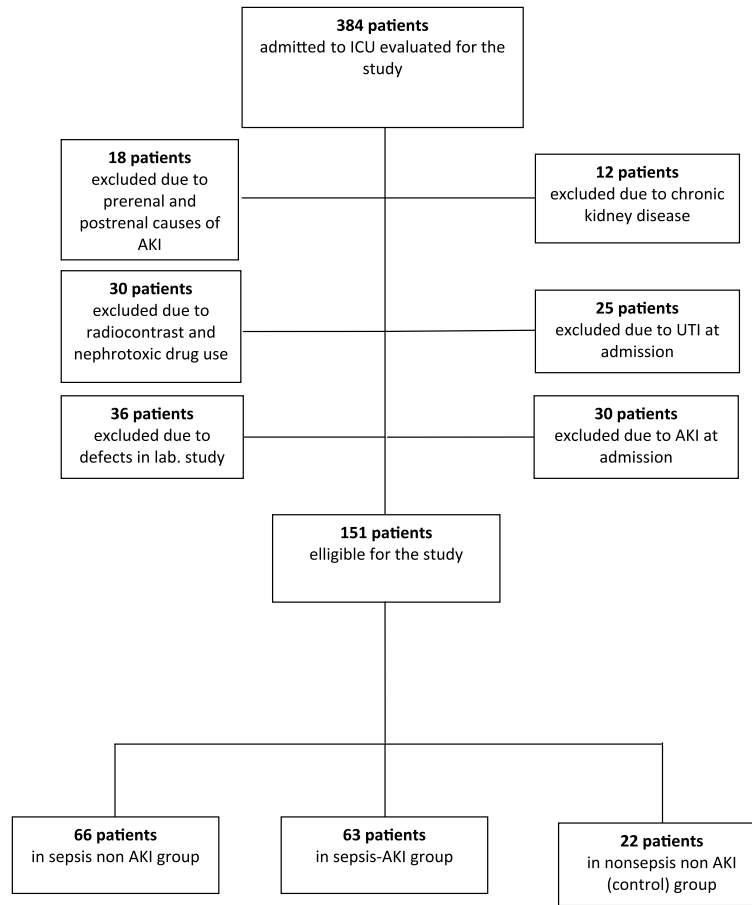 384 patients
admitted to ICU evaluated for the
study
18 patients
excluded due to
prerenal and
postrenal causes of
AKI
12 patients
excluded due to chronic
kidney disease
30 patients
excluded due to
radiocontrast and
nephrotoxic drug use
25 patients
excluded due to UTI at
admission
36 patients
excluded due to
defects in lab. study
30 patients
excluded due to AKI at
admission
151 patients
elligible for the study
66 patients
in sepsis non AKI group
63 patients
in sepsis-AKI group
22 patients
in nonsepsis non AKI
(control) group